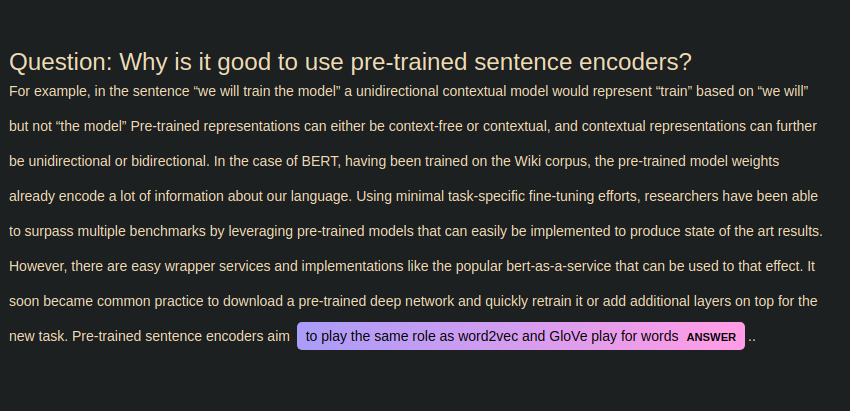 Question: Why is it good to use pre-trained sentence encoders?
For example, in the sentence “we will train the model” a unidirectional contextual model would represent “train” based on “we will”
but not “the model” Pre-trained representations can either be context-free or contextual, and contextual representations can further
be unidirectional or bidirectional. In the case of BERT, having been trained on the Wiki corpus, the pre-trained model weights
already encode a lot of information about our language. Using minimal task-specific fine-tuning efforts, researchers have been able
to surpass multiple benchmarks by leveraging pre-trained models that can easily be implemented to produce state of the art results.
However, there are easy wrapper services and implementations like the popular bert-as-a-service that can be used to that effect. It
soon became common practice to download a pre-trained deep network and quickly retrain it or add additional layers on top for the
new task. Pre-trained sentence encoders aim to play the same role as word2vec and GloVe play for words ANSWER ..